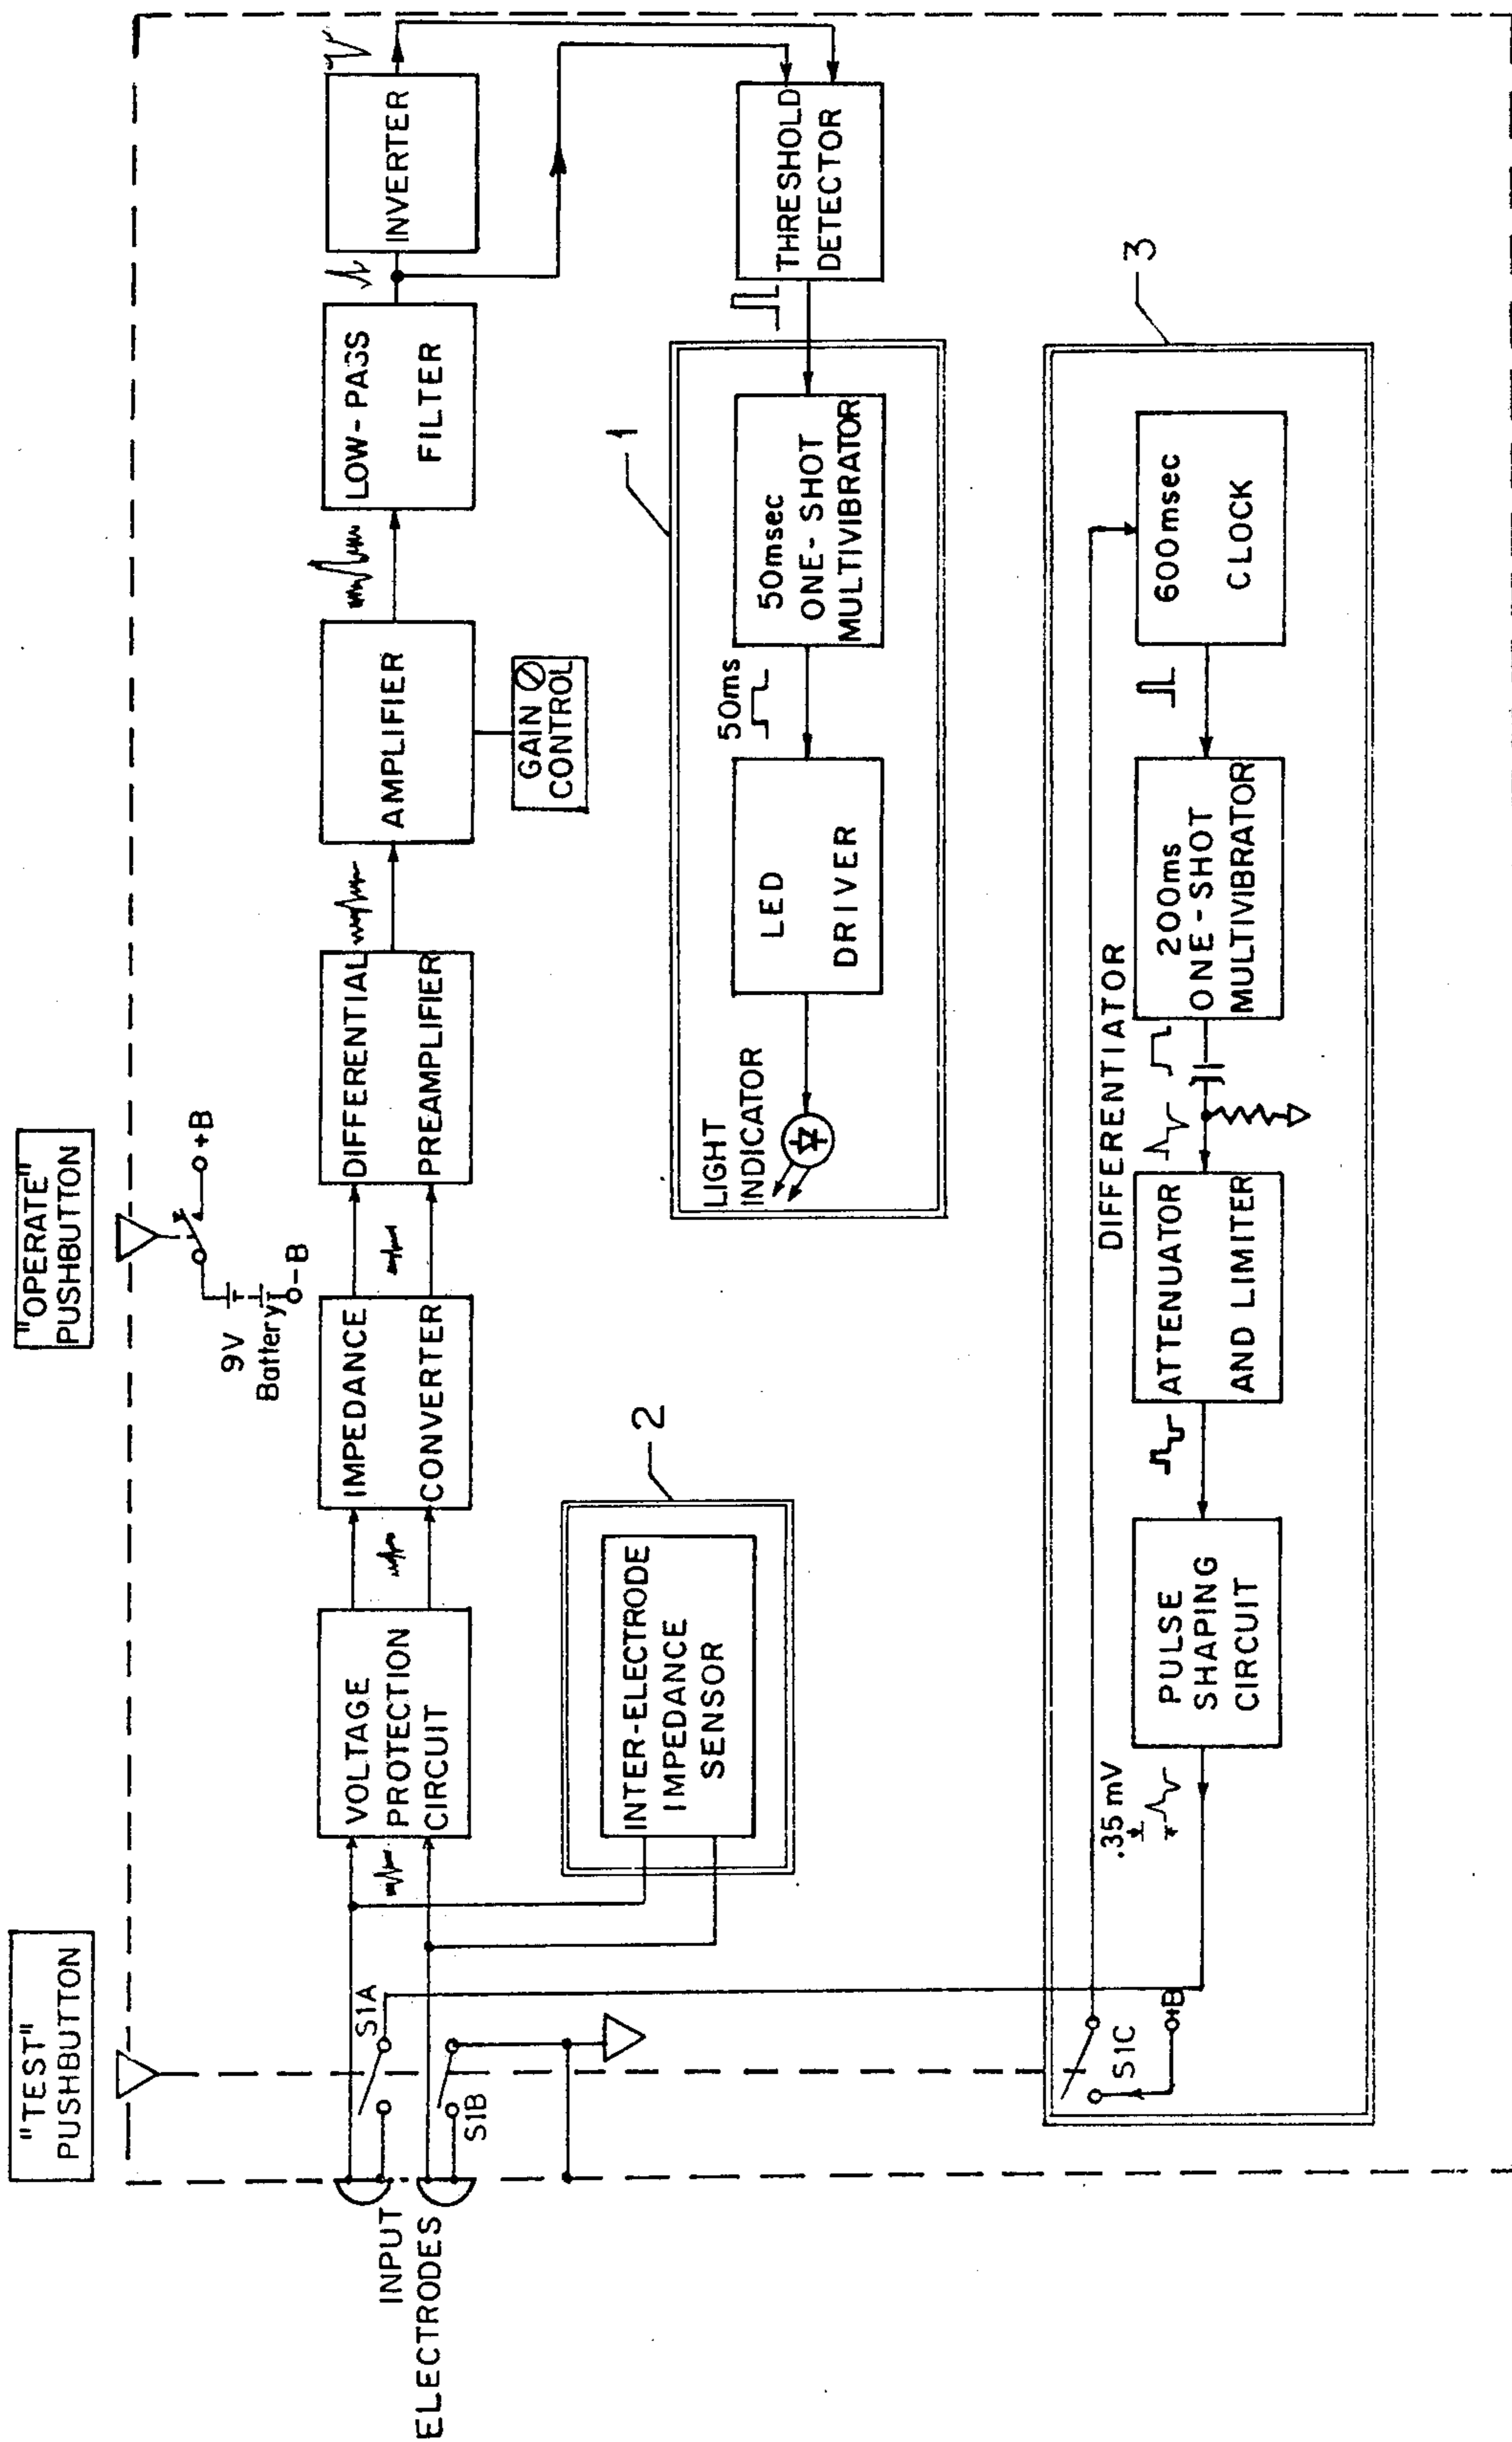 "TEST"
PUSHBUTTON
"OPERATE"
PUSHBUTTON
+B
9V
Battery
-B
INPUT
ELECTRODES
S1A
S1B
VOLTAGE
PROTECTION
CIRCUIT
IMPEDANCE
CONVERTER
DIFFERENTIAL
PREAMPLIFIER
AMPLIFIER
GAIN
CONTROL
LOW-PASS
FILTER
INVERTER
THRESHOLD
DETECTOR
1
50msec
ONE-SHOT
MULTIVIBRATOR
50ms
LED
DRIVER
LIGHT
INDICATOR
2
INTER-ELECTRODE
IMPEDANCE
SENSOR
3
S1C
+B
.35mV
PULSE
SHAPING
CIRCUIT
ATTENUATOR
AND LIMITER
DIFFERENTIATOR
200ms
ONE-SHOT
MULTIVIBRATOR
600msec
CLOCK